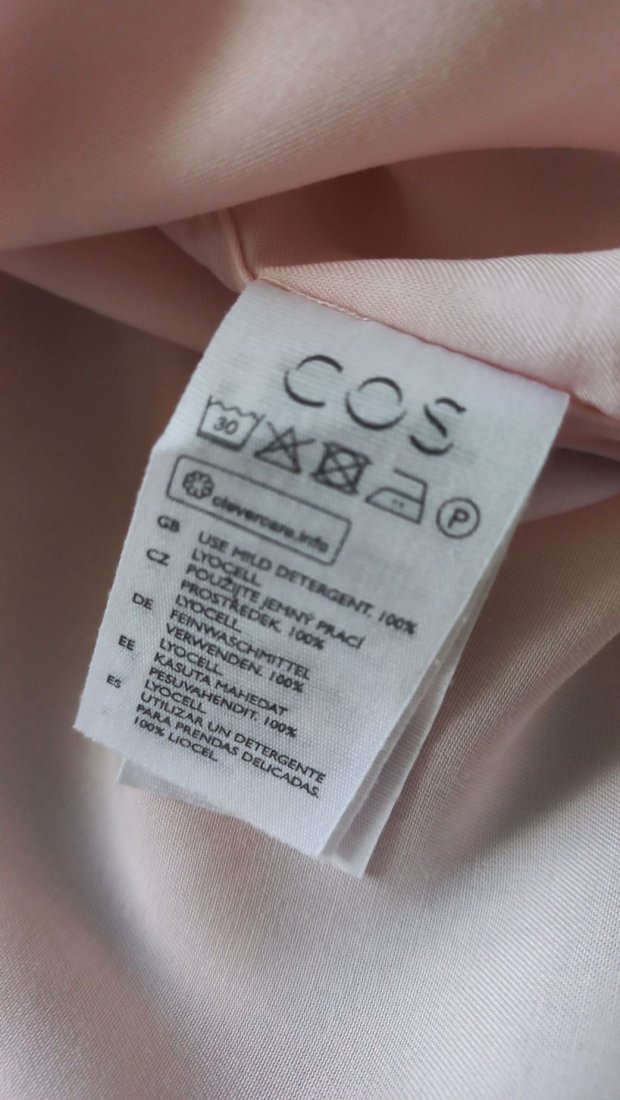 COS
30
P
clevercare.info
GB USE MILD DETERGENT. 100%
LYOCELL.
CZ POUŽIJTE JEMNÝ PRACÍ
PROSTŘEDEK. 100%
LYOCELL.
DE FEINWASCHMITTEL
VERWENDEN. 100%
LYOCELL.
EE KASUTA MAHEDAT
PESUVAHENDIT. 100%
LYOCELL.
ES UTILIZAR UN DETERGENTE
PARA PRENDAS DELICADAS.
100% LIOCEL.